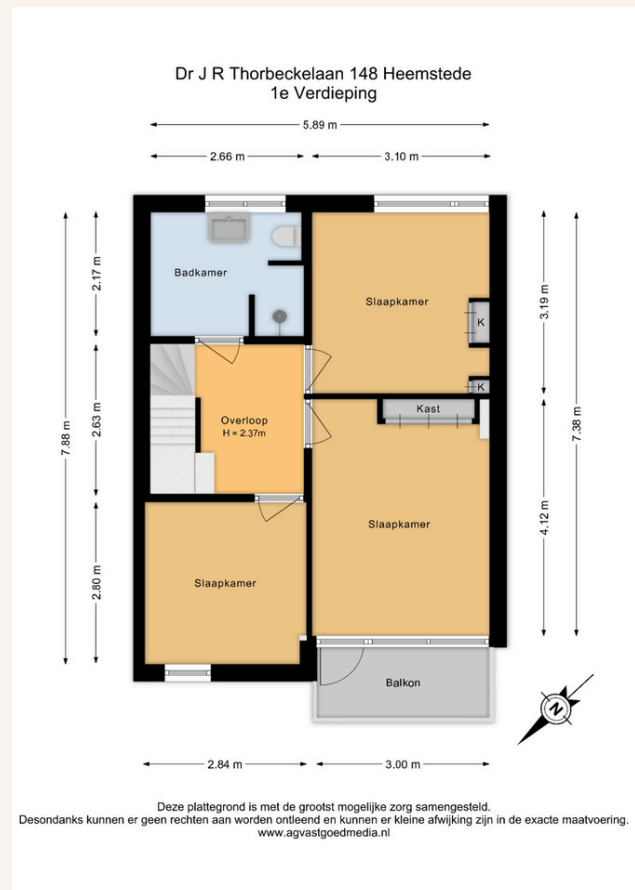 Dr J R Thorbeckelaan 148 Heemstede
1e Verdieping
5.89 m
2.66 m
3.10 m
2.17 m
Badkamer
Slaapkamer
K
3.19 m
K
7.88 m
2.63 m
Overloop
H = 2.37m
Kast
7.38 m
4.12 m
Slaapkamer
2.80 m
Slaapkamer
Balkon
N
2.84 m
3.00 m
Deze plattegrond is met de grootst mogelijke zorg samengesteld.
Desondanks kunnen er geen rechten aan worden ontleend en kunnen er kleine afwijking zijn in de exacte maatvoering.
www.agvastgoedmedia.nl